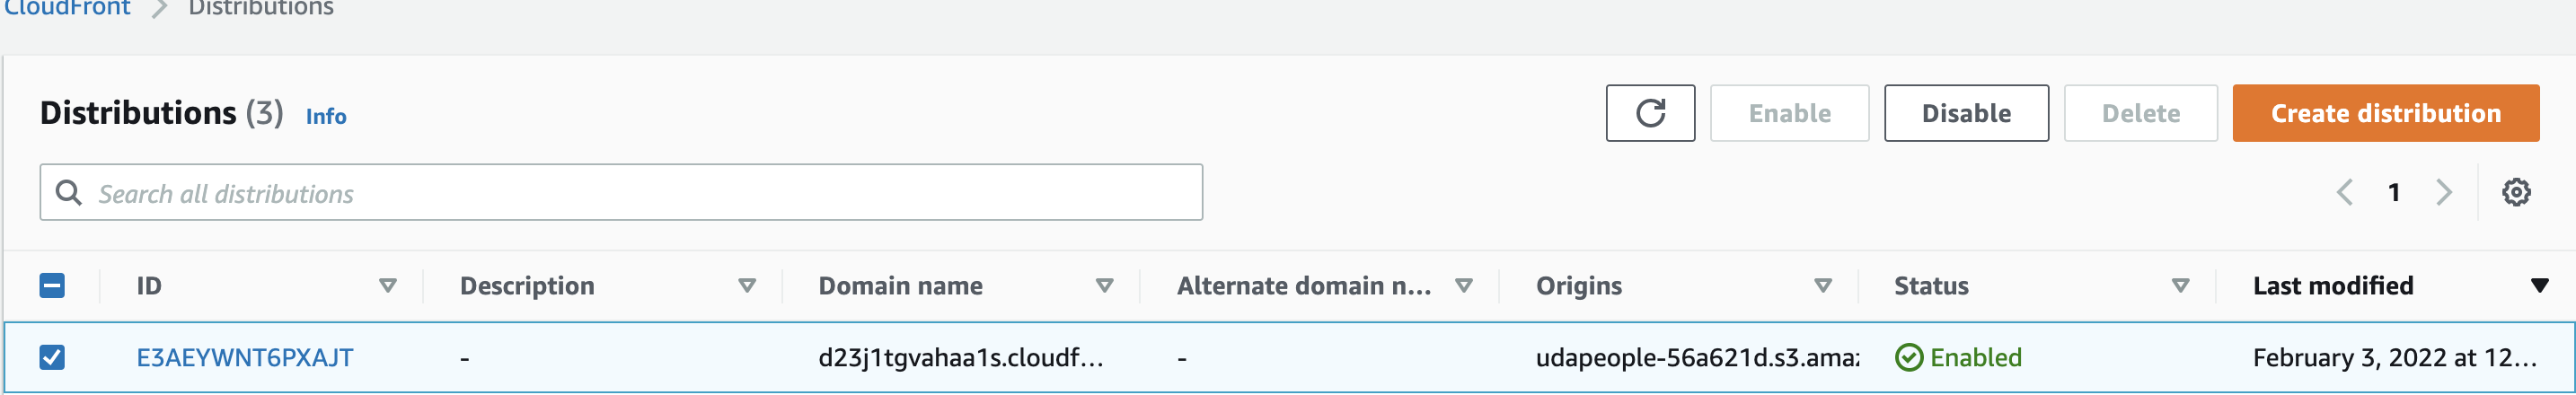 CloudFront > Distributions
Distributions (3) Info
Enable Disable Delete Create distribution
Search all distributions
1
ID Description Domain name Alternate domain n... Origins Status Last modified
E3AEYWNT6PXAJT - d23j1tgvahaa1s.cloudf... - udapeople-56a621d.s3.ama Enabled February 3, 2022 at 12...